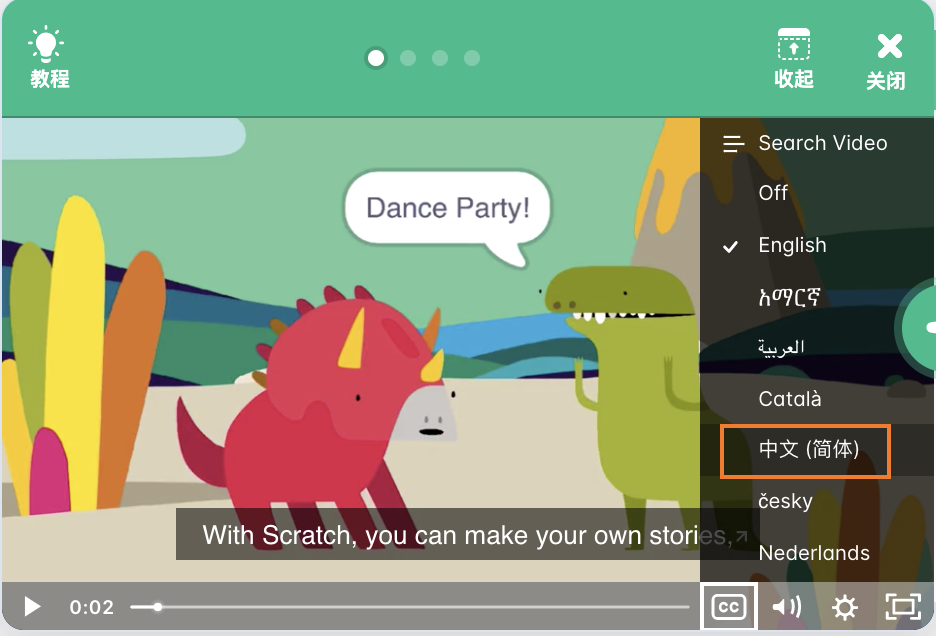 教程
收起
关闭
Dance Party!
Search Video
Off
English
አማርኛ
العربية
Català
中文 (简体)
česky
Nederlands
With Scratch, you can make your own stories,
0:02
CC